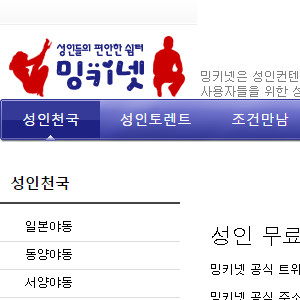 성인들의 편안한 쉼터
밍키넷
밍키넷은 성인컨텐
사용자들을 위한
성인천국
성인토렌트
조건만남
성인천국
일본야동
동양야동
서양야동
성인 무료
밍키넷 공식 트위
밍키넷 공식 주소